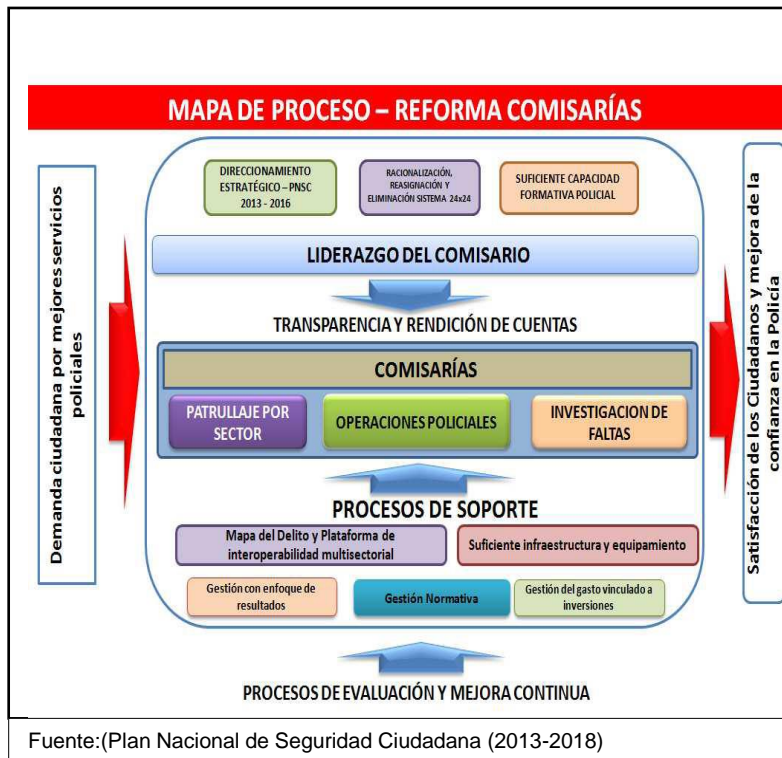 MAPA DE PROCESO – REFORMA COMISARÍAS
Demanda ciudadana por mejores servicios
policiales
DIRECCIONAMIENTO
ESTRATÉGICO – PNSC
2013 - 2016
RACIONALIZACIÓN,
REASIGNACIÓN Y
ELIMINACIÓN SISTEMA 24x24
SUFICIENTE CAPACIDAD
FORMATIVA POLICIAL
LIDERAZGO DEL COMISARIO
TRANSPARENCIA Y RENDICIÓN DE CUENTAS
COMISARÍAS
PATRULLAJE POR
SECTOR
OPERACIONES POLICIALES
INVESTIGACION DE
FALTAS
PROCESOS DE SOPORTE
Mapa del Delito y Plataforma de
interoperabilidad multisectorial
Suficiente infraestructura y equipamiento
Gestión con enfoque de
resultados
Gestión Normativa
Gestión del gasto vinculado a
inversiones
PROCESOS DE EVALUACIÓN Y MEJORA CONTINUA
Satisfacción de los Ciudadanos y mejora de la
confianza en la Policía
Fuente:(Plan Nacional de Seguridad Ciudadana (2013-2018)